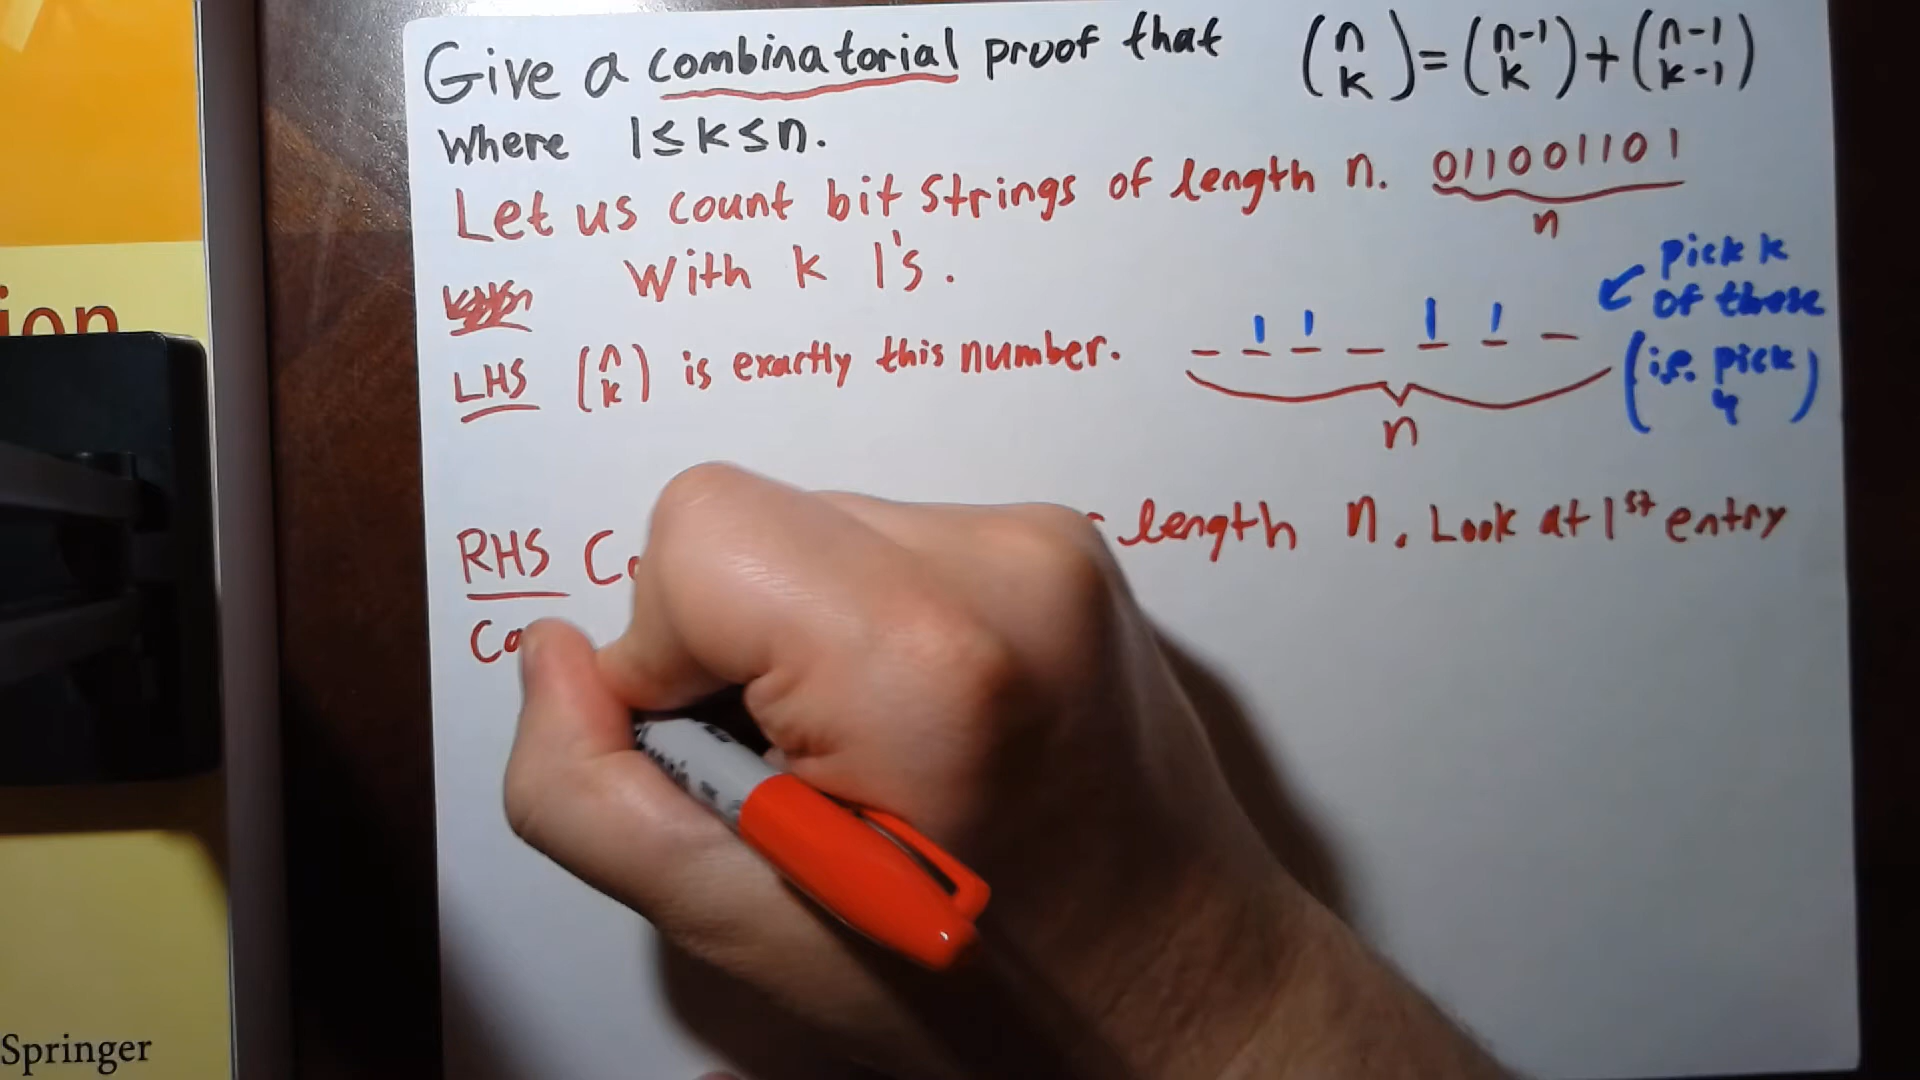 Give a combinatorial proof that (n k) = (n-1 k) + (n-1 k-1)
Where 1 ≤ k ≤ n.
Let us count bit strings of length n. 011001101
n
With k 1's.
pick k
of these
(i.e. pick
4)
1 1 1 1
LHS (n k) is exactly this number.
n
RHS length n. Look at 1st entry
ion
Springer